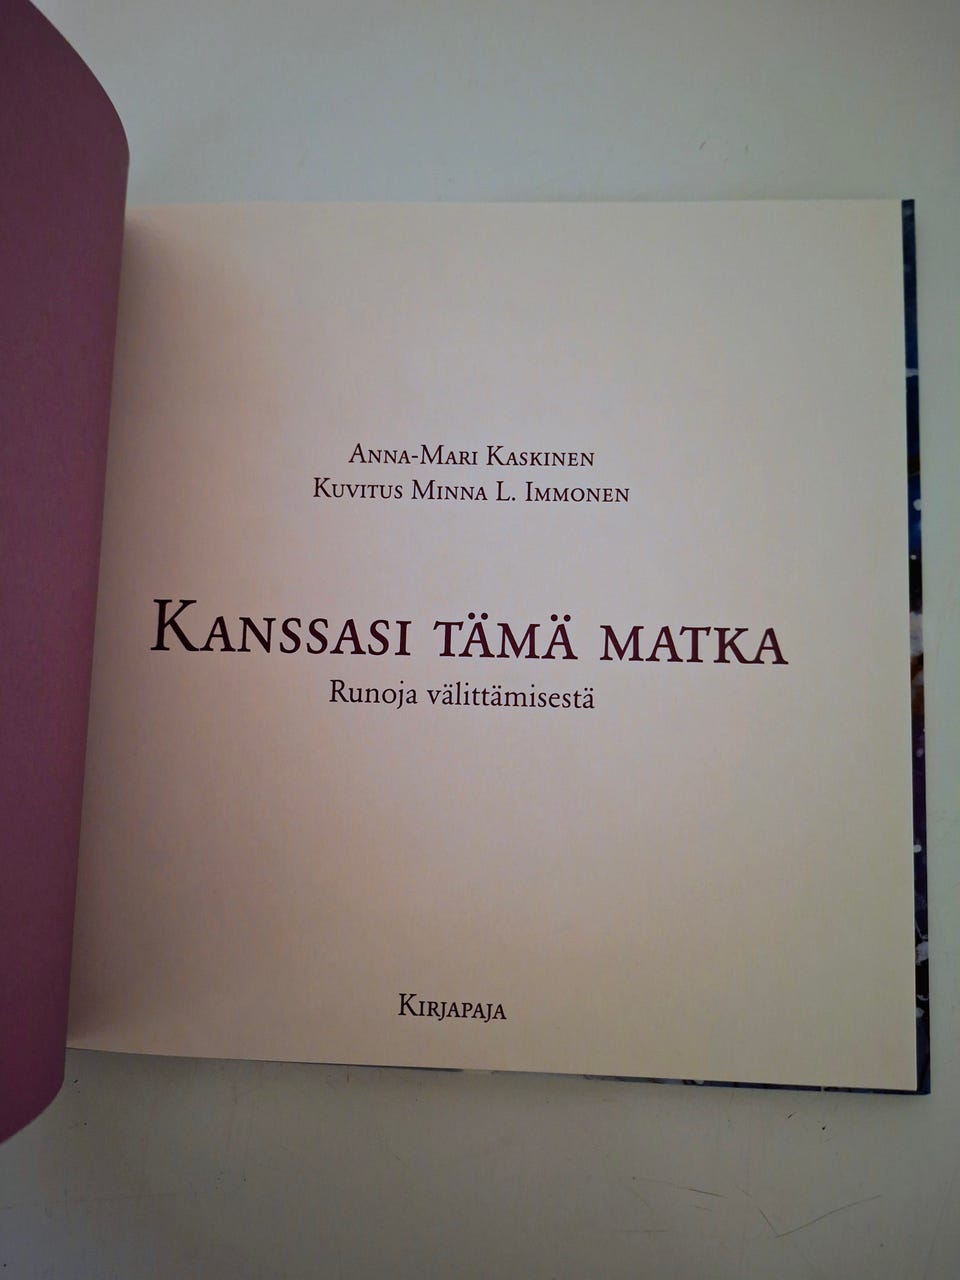 Anna-Mari Kaskinen
Kuvitus Minna L. Immonen
Kanssasi tämä matka
Runoja välittämisestä
Kirjapaja